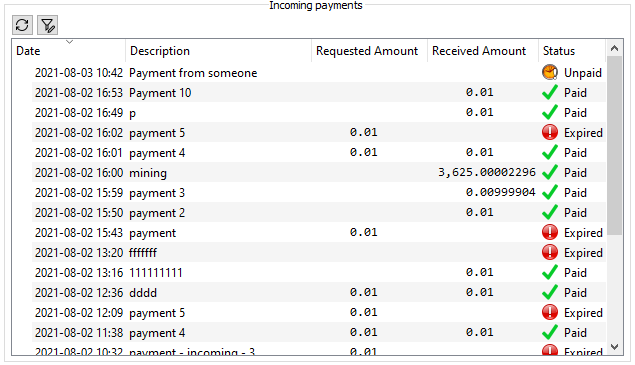 Incoming payments
Date Description Requested Amount Received Amount Status
2021-08-03 10:42 Payment from someone Unpaid
2021-08-02 16:53 Payment 10 0.01 Paid
2021-08-02 16:49 p 0.01 Paid
2021-08-02 16:02 payment 5 0.01 Expired
2021-08-02 16:01 payment 4 0.01 0.01 Paid
2021-08-02 16:00 mining 3,625.00002296 Paid
2021-08-02 15:59 payment 3 0.00999904 Paid
2021-08-02 15:50 payment 2 0.01 Paid
2021-08-02 15:43 payment 0.01 Expired
2021-08-02 13:20 fffffff Expired
2021-08-02 13:16 111111111 0.01 Paid
2021-08-02 12:36 dddd 0.01 0.01 Paid
2021-08-02 12:09 payment 5 0.01 Expired
2021-08-02 11:38 payment 4 0.01 0.01 Paid
2021-08-02 10:32 payment - incoming - 3 0.01 Expired